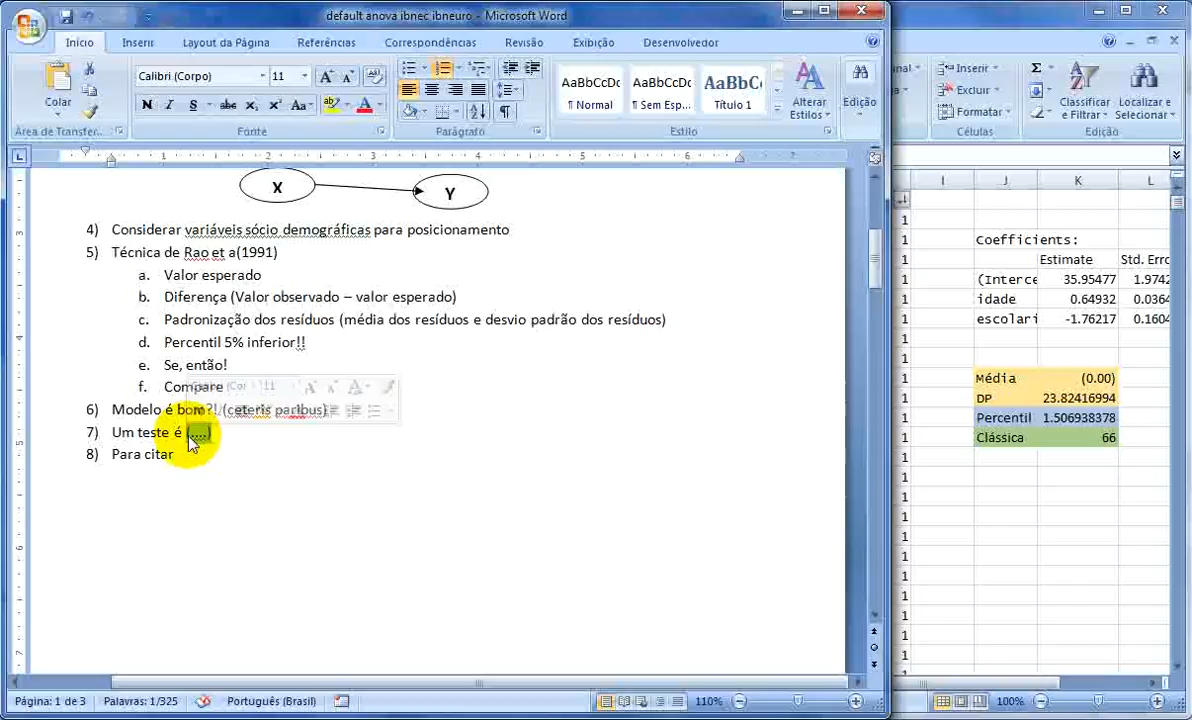 default anova ibnec ibneuro - Microsoft Word
Início Inserir Layout da Página Referências Correspondências Revisão Exibição Desenvolvedor
Colar
Calibri (Corpo) 11
AaBbCcDc AaBbCcDc AaBbC
¶ Normal ¶ Sem Esp... Título 1
Alterar Estilos
Edição
Área de Transfer... Fonte Parágrafo Estilo
Inserir
Excluir
Formatar
Classificar e Filtrar
Localizar e Selecionar
Células Edição
X Y
4) Considerar variáveis sócio demográficas para posicionamento
5) Técnica de Rao et a(1991)
a. Valor esperado
b. Diferença (Valor observado – valor esperado)
c. Padronização dos resíduos (média dos resíduos e desvio padrão dos resíduos)
d. Percentil 5% inferior!!
e. Se, então!
f. Compare
6) Modelo é bom?! (ceteris paribus)
7) Um teste é (....)
8) Para citar
I J K L
Coefficients:
Estimate Std. Erro
(Interce 35.95477 1.9742
idade 0.64932 0.0364
escolari -1.76217 0.1604
Média (0.00)
DP 23.82416994
Percentil 1.506938378
Clássica 66
Página: 1 de 3 Palavras: 1/325 Português (Brasil) 110%
100%